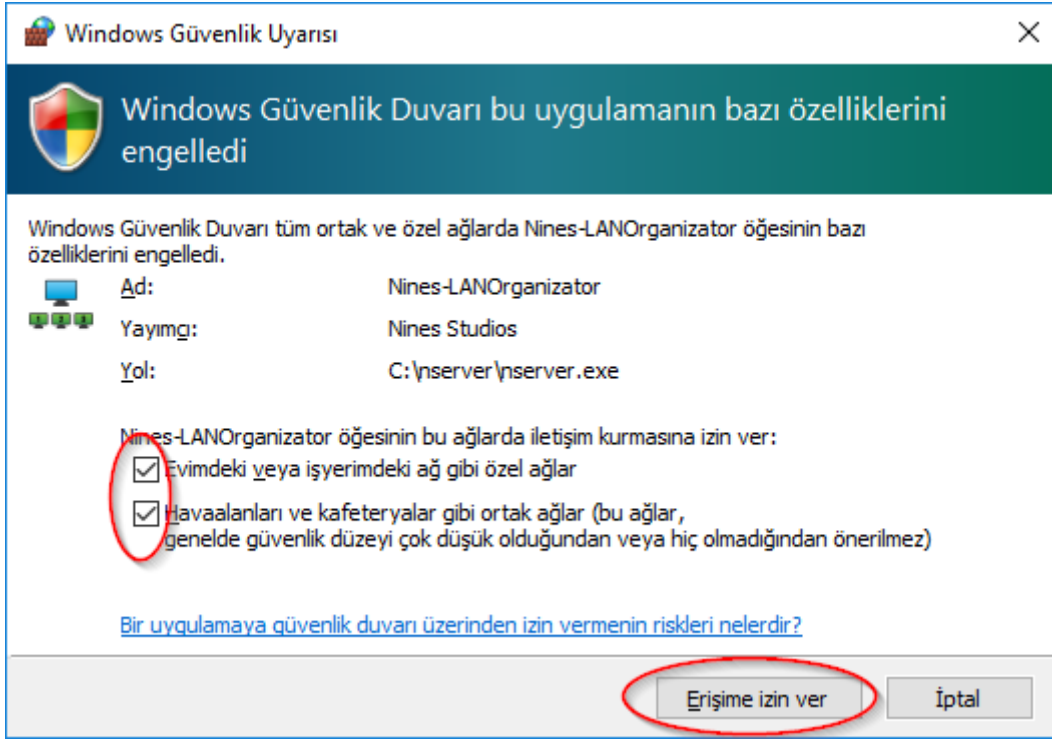 Windows Güvenlik Uyarısı
Windows Güvenlik Duvarı bu uygulamanın bazı özelliklerini
engelledi
Windows Güvenlik Duvarı tüm ortak ve özel ağlarda Nines-LANOrganizator öğesinin bazı
özelliklerini engelledi.
Ad: Nines-LANOrganizator
Yayımcı: Nines Studios
Yol: C:\nserver\nserver.exe
Nines-LANOrganizator öğesinin bu ağlarda iletişim kurmasına izin ver:
Evimdeki veya işyerimdeki ağ gibi özel ağlar
Havaalanları ve kafeteryalar gibi ortak ağlar (bu ağlar,
genelde güvenlik düzeyi çok düşük olduğundan veya hiç olmadığından önerilmez)
Bir uygulamaya güvenlik duvarı üzerinden izin vermenin riskleri nelerdir?
Erişime izin ver İptal